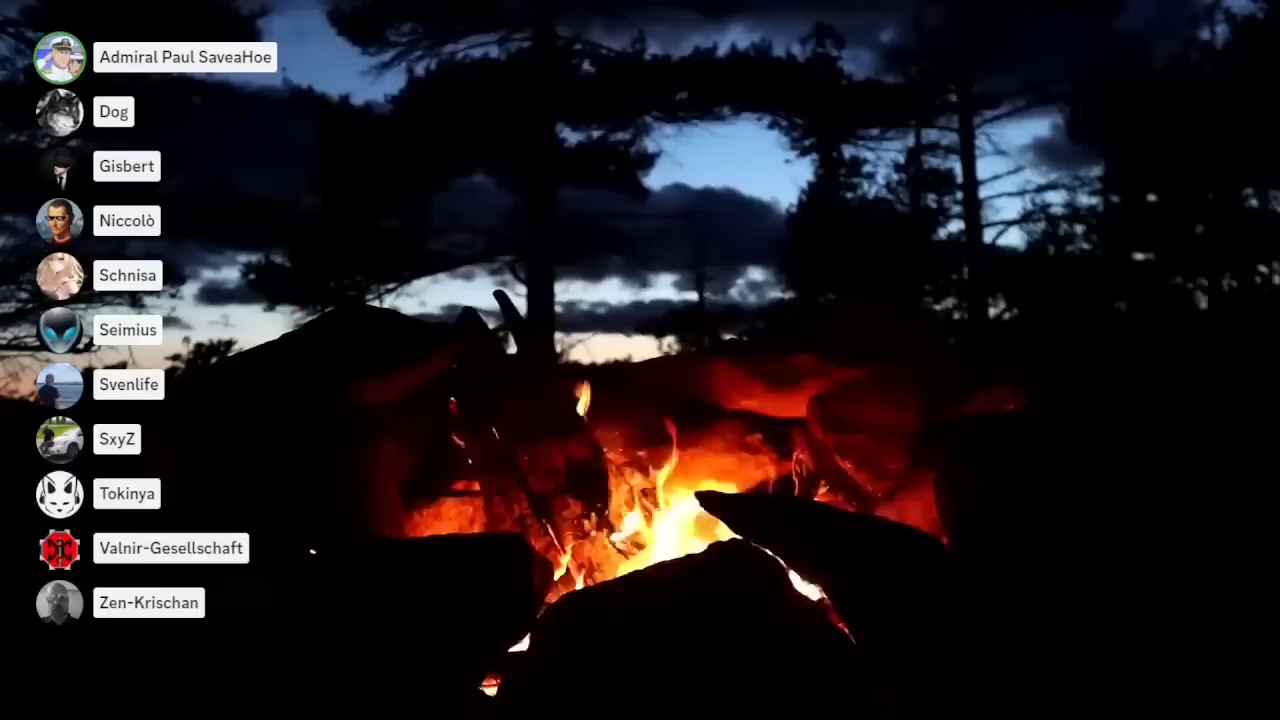 Admiral Paul SaveaHoe
Dog
Gisbert
Niccolò
Schnisa
Seimius
Svenlife
SxyZ
Tokinya
Valnir-Gesellschaft
Zen-Krischan